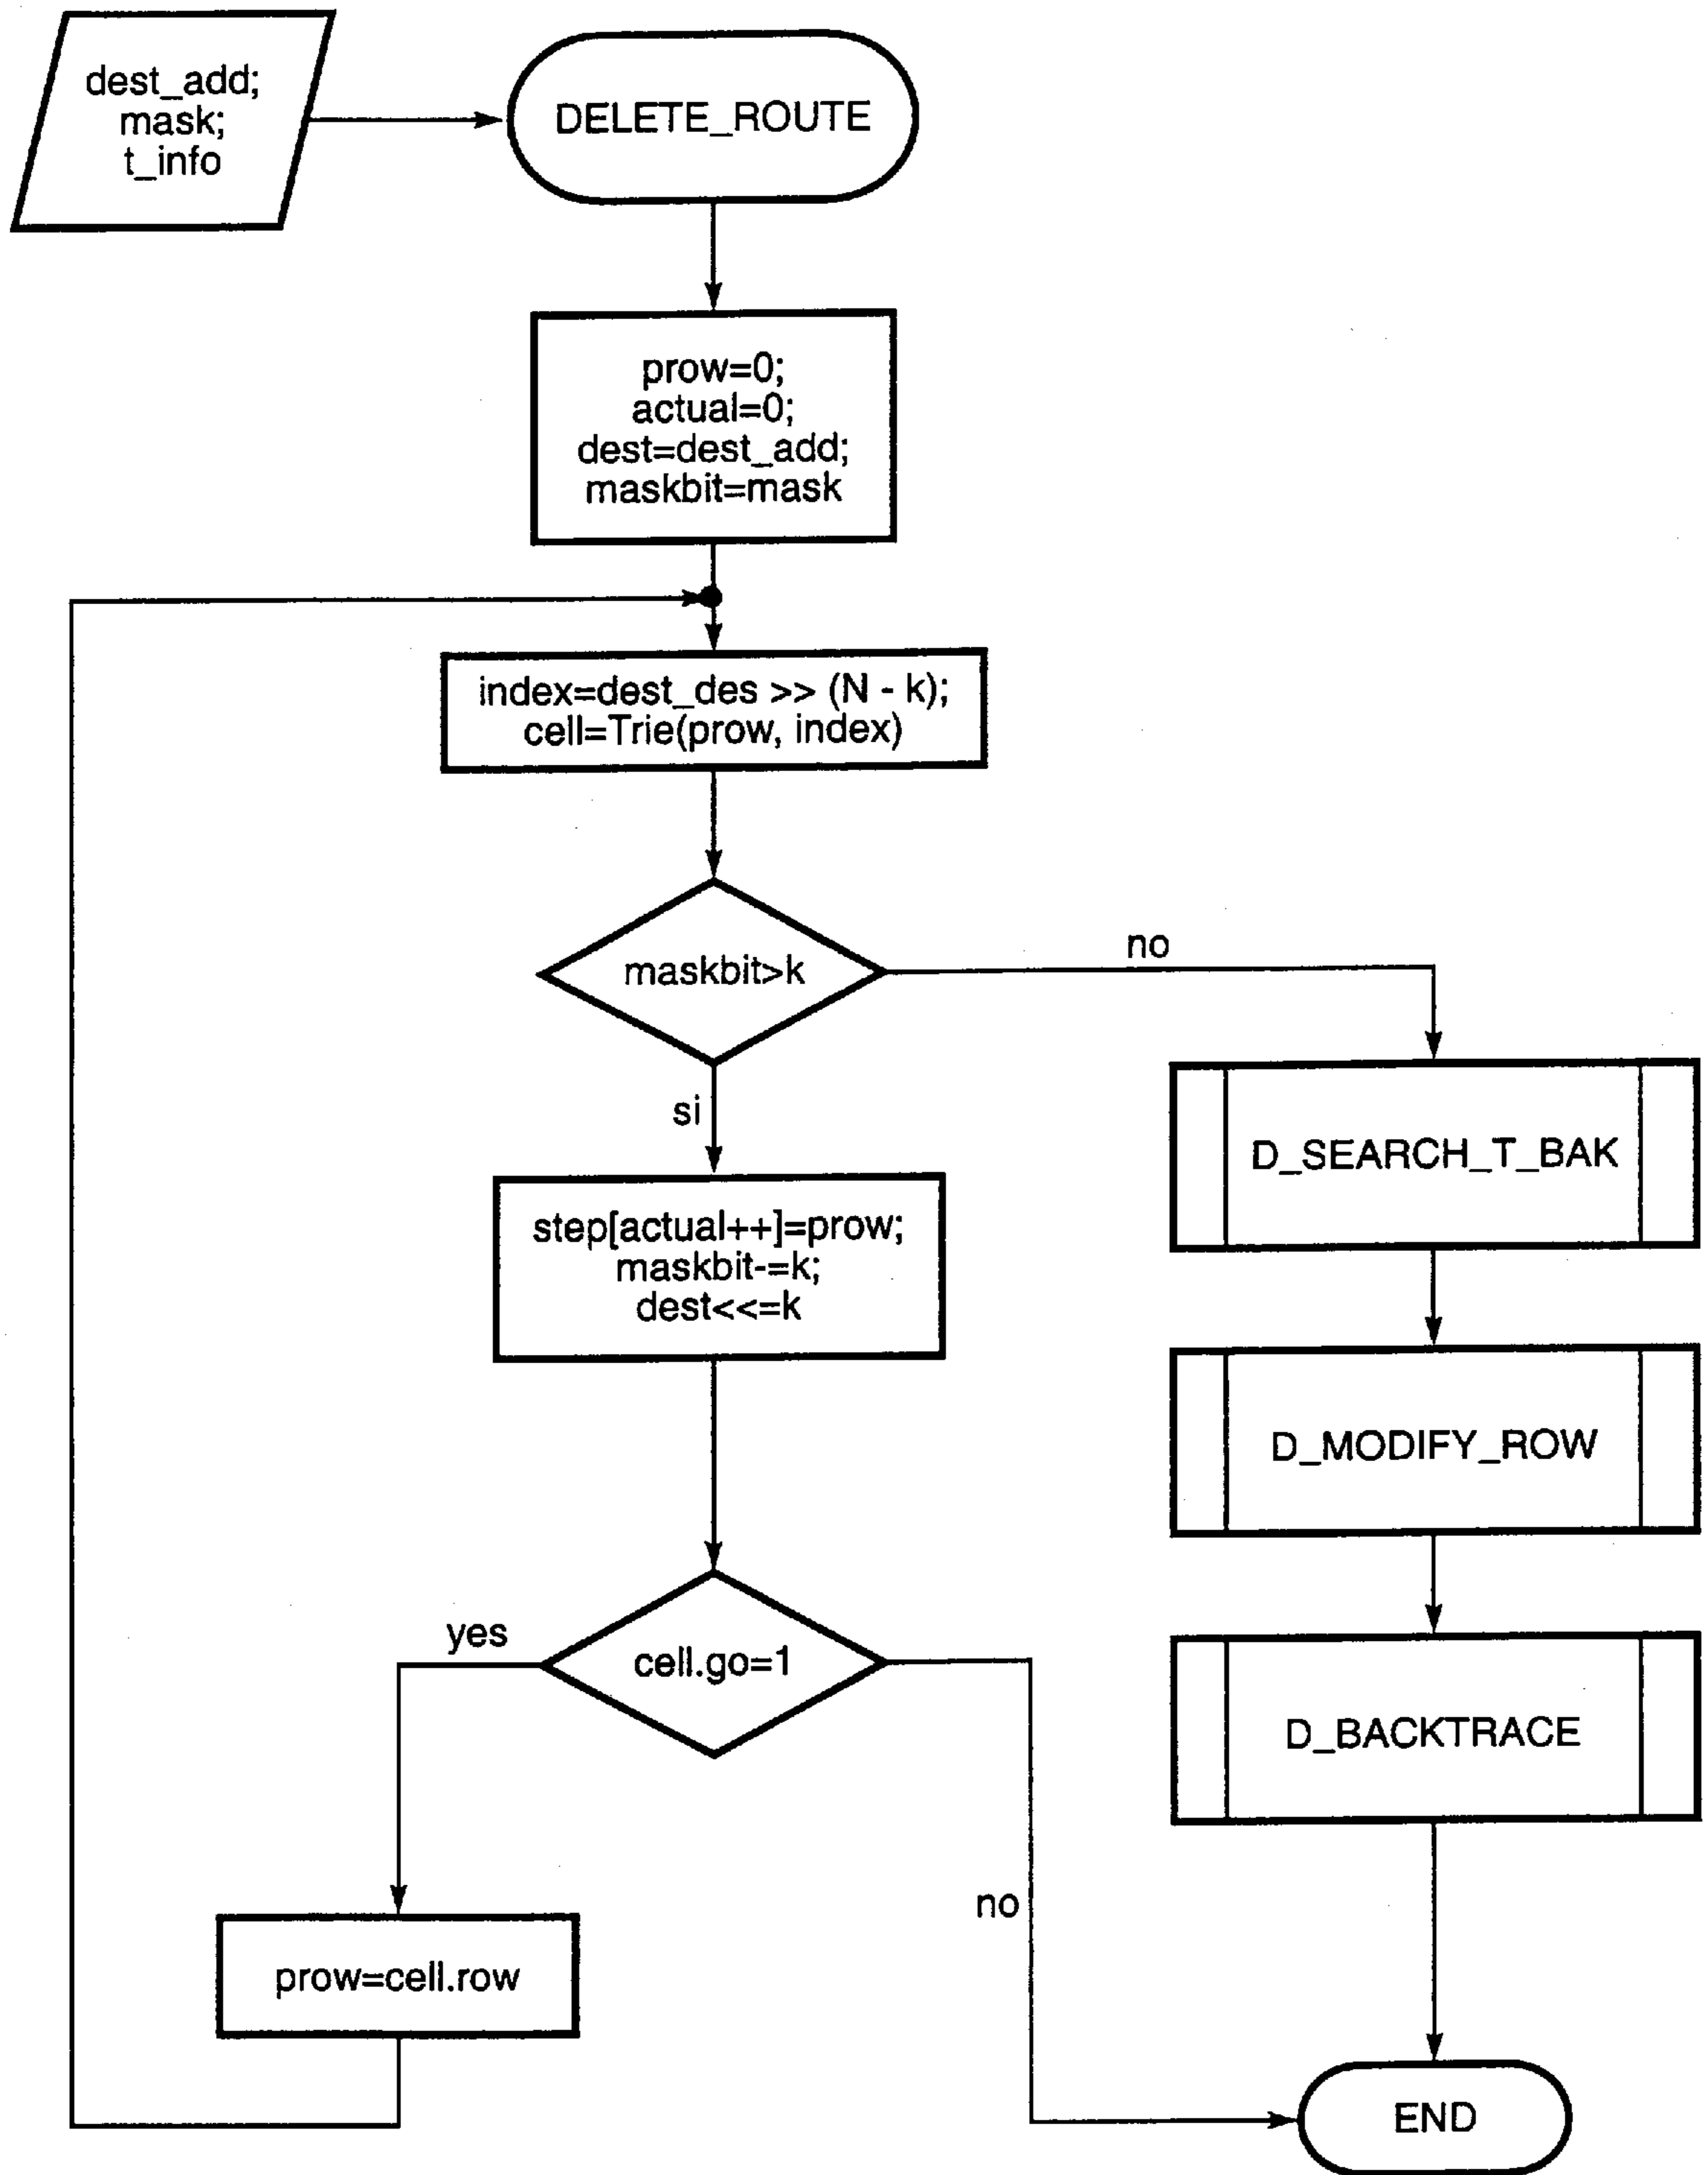 dest_add;
mask;
t_info
DELETE_ROUTE
prow=0;
actual=0;
dest=dest_add;
maskbit=mask
index=dest_des >> (N - k);
cell=Trie(prow, index)
maskbit>k
no
si
D_SEARCH_T_BAK
step[actual++]=prow;
maskbit-=k;
dest<<=k
D_MODIFY_ROW
yes
cell.go=1
D_BACKTRACE
no
prow=cell.row
END